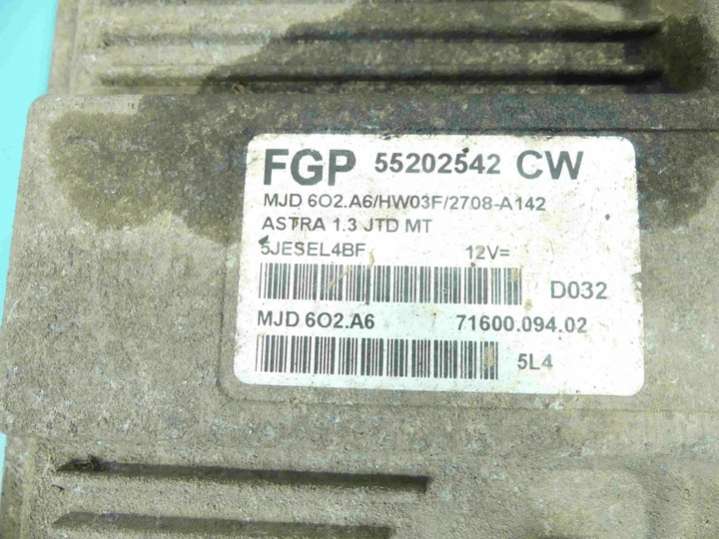 FGP 55202542 CW
MJD 6O2.A6/HW03F/2708-A142
ASTRA 1.3 JTD MT
5JESEL4BF 12V=
D032
MJD 6O2.A6 71600.094.02
5L4